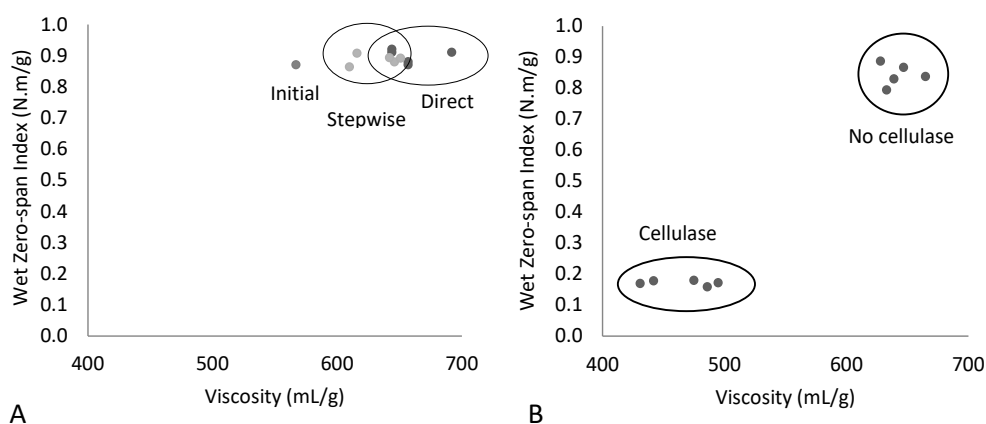 Wet Zero-span Index (N.m/g)
1.0
0.9
0.8
0.7
0.6
0.5
0.4
0.3
0.2
0.1
0.0
Initial
Stepwise
Direct
400
500
600
700
Viscosity (mL/g)
A
Wet Zero-span Index (N.m/g)
1.0
0.9
0.8
0.7
0.6
0.5
0.4
0.3
0.2
0.1
0.0
No cellulase
Cellulase
400
500
600
700
Viscosity (mL/g)
B